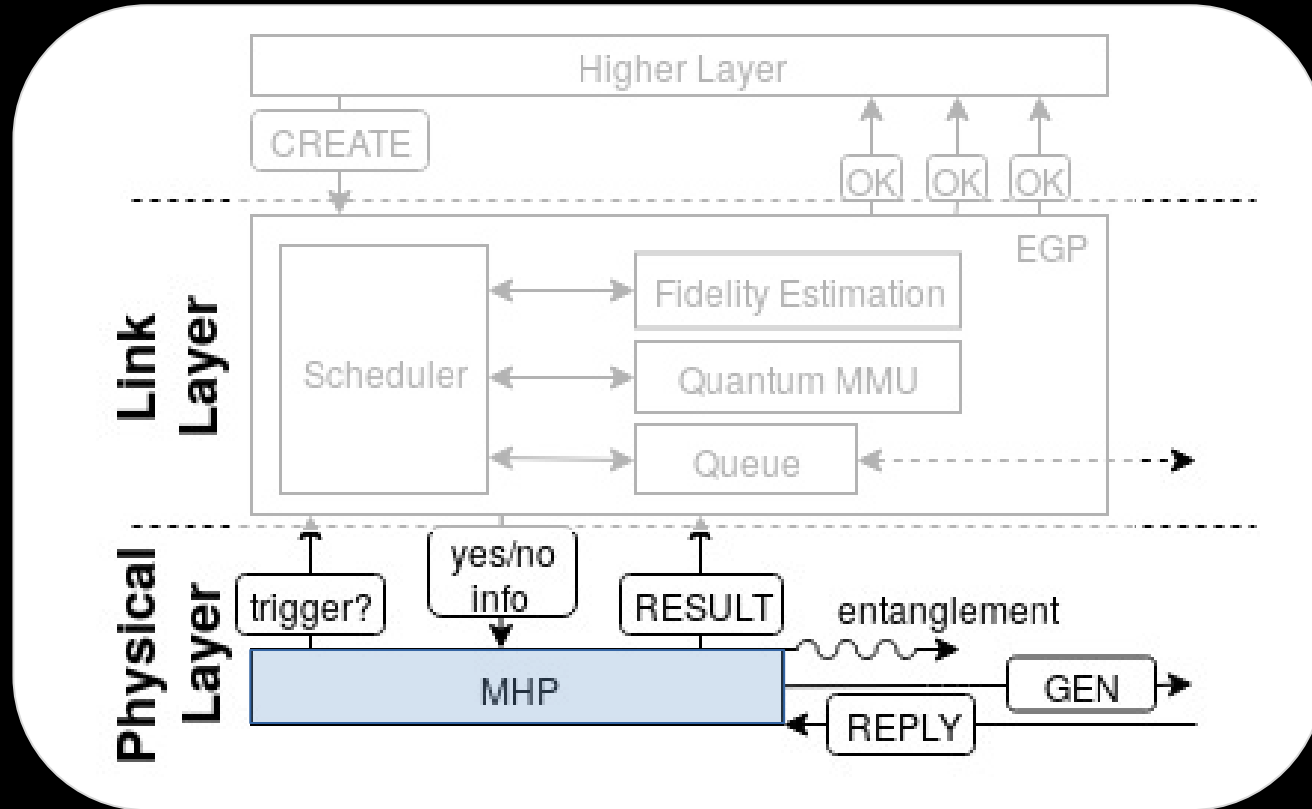 Higher Layer
CREATE
OK
OK
OK
EGP
Link
Layer
Scheduler
Fidelity Estimation
Quantum MMU
Queue
Physical
Layer
trigger?
yes/no
info
RESULT
entanglement
MHP
GEN
REPLY